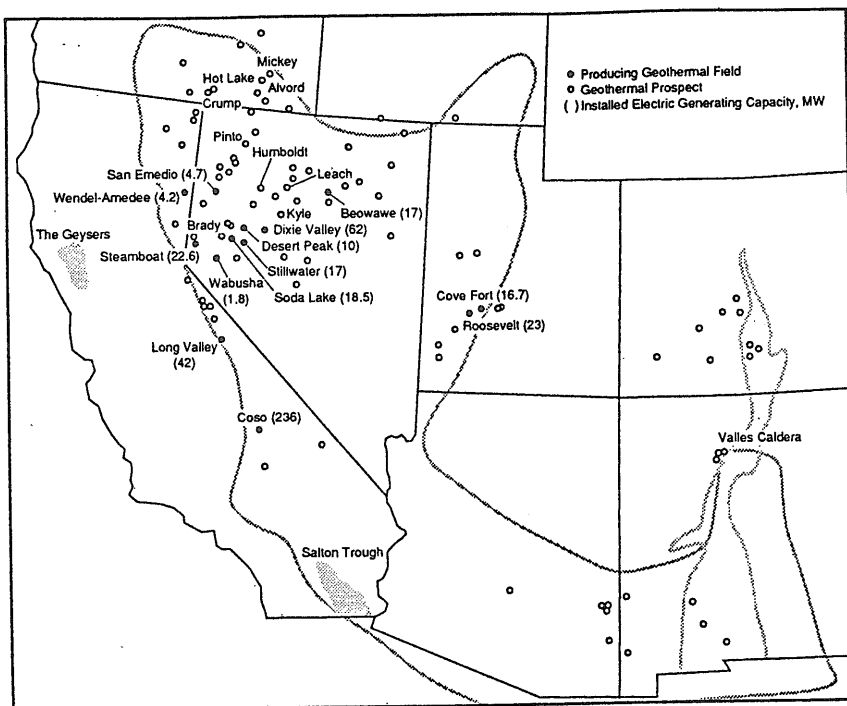 Producing Geothermal Field
Geothermal Prospect
( ) Installed Electric Generating Capacity, MW
Mickey
Hot Lake
Alvord
Crump
Pinto
Humboldt
San Emedio (4.7)
Leach
Wendel-Amedee (4.2)
Beowawe (17)
Kyle
Brady
Dixie Valley (62)
The Geysers
Desert Peak (10)
Steamboat (22.6)
Stillwater (17)
Wabusha
(1.8)
Soda Lake (18.5)
Cove Fort (16.7)
Roosevelt (23)
Long Valley
(42)
Coso (236)
Valles Caldera
Salton Trough